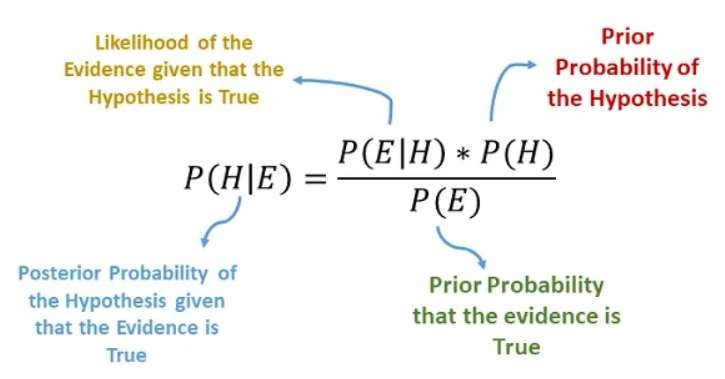 Likelihood of the
Evidence given that the
Hypothesis is True
Prior
Probability of
the Hypothesis
P(H|E) = P(E|H) * P(H)
P(E)
Posterior Probability of
the Hypothesis given
that the Evidence is
True
Prior Probability
that the evidence is
True